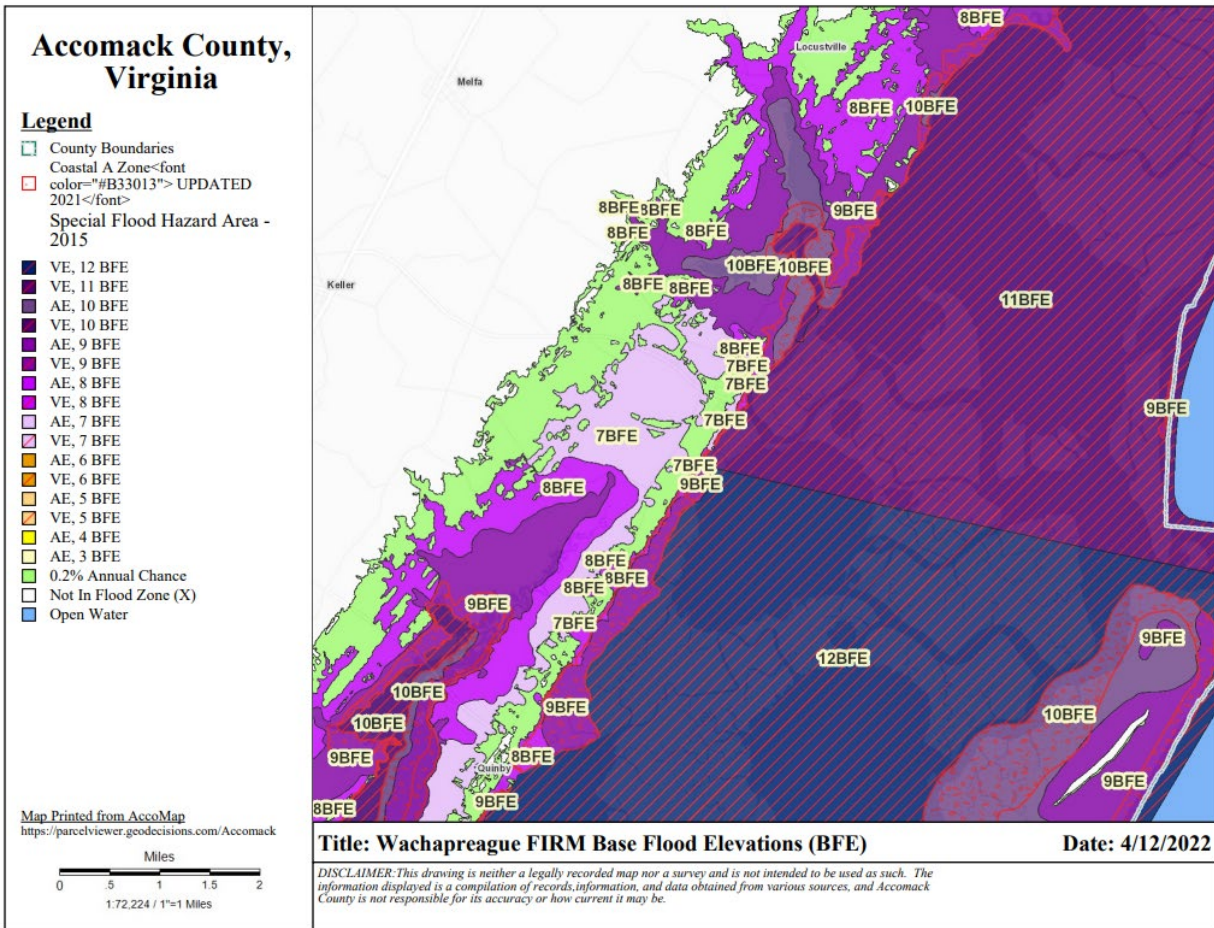 Accomack County,
Virginia
Legend
County Boundaries
Coastal A Zone<font
color="#B33013"> UPDATED
2021</font>
Special Flood Hazard Area -
2015
VE, 12 BFE
VE, 11 BFE
AE, 10 BFE
VE, 10 BFE
AE, 9 BFE
VE, 9 BFE
AE, 8 BFE
VE, 8 BFE
AE, 7 BFE
VE, 7 BFE
AE, 6 BFE
VE, 6 BFE
AE, 5 BFE
VE, 5 BFE
AE, 4 BFE
AE, 3 BFE
0.2% Annual Chance
Not In Flood Zone (X)
Open Water
Map Printed from AccoMap
https://parcelviewer.geodecisions.com/Accomack
Miles
0 .5 1 1.5 2
1:72,224 / 1"=1 Miles
8BFE
Locustville
Melfa
8BFE
10BFE
8BFE
8BFE
9BFE
8BFE
8BFE
10BFE
10BFE
Keller
8BFE
8BFE
11BFE
8BFE
7BFE
7BFE
9BFE
7BFE
7BFE
7BFE
9BFE
8BFE
8BFE
8BFE
8BFE
9BFE
7BFE
9BFE
12BFE
10BFE
9BFE
10BFE
10BFE
8BFE
9BFE
Quinby
9BFE
9BFE
8BFE
Title: Wachapreague FIRM Base Flood Elevations (BFE)
Date: 4/12/2022
DISCLAIMER:This drawing is neither a legally recorded map nor a survey and is not intended to be used as such. The
information displayed is a compilation of records,information, and data obtained from various sources, and Accomack
County is not responsible for its accuracy or how current it may be.